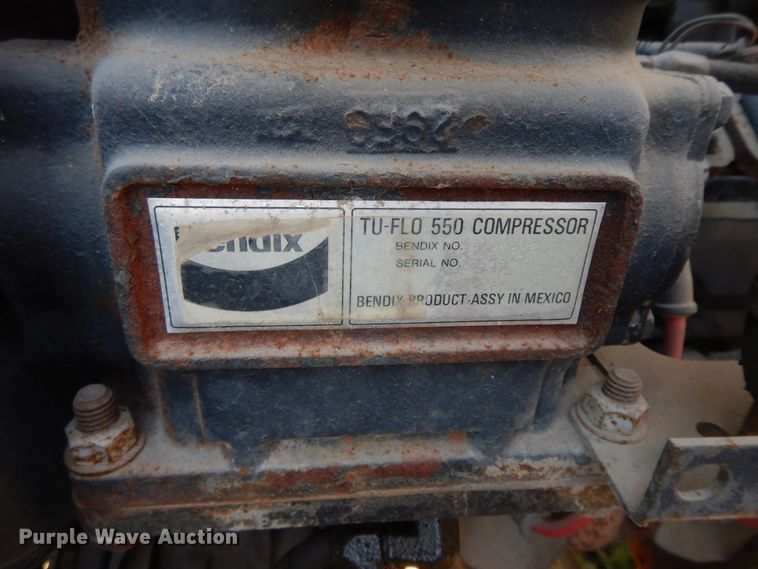 Bendix
TU-FLO 550 COMPRESSOR
BENDIX NO.
SERIAL NO.
BENDIX PRODUCT-ASSY IN MEXICO
Purple Wave Auction